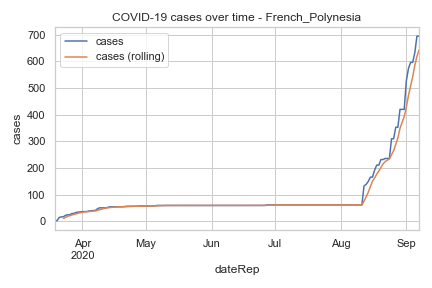 COVID-19 cases over time - French_Polynesia
cases
cases (rolling)
700
600
500
400
300
200
100
0
cases
Apr
2020
May
Jun
Jul
Aug
Sep
dateRep